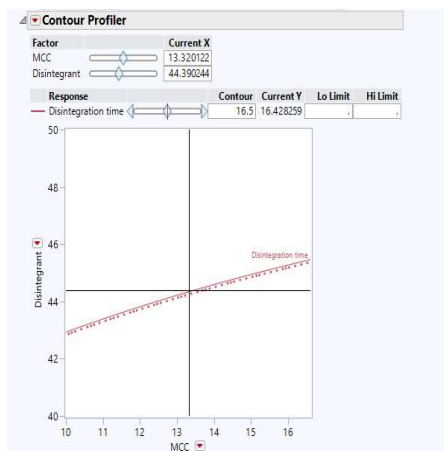 Contour Profiler
Factor Current X
MCC 13.320122
Disintegrant 44.390244
Response Contour Current Y Lo Limit Hi Limit
Disintegration time 16.5 16.428259 . .
50
48
46
44
42
40
Disintegrant
Disintegration time
10 11 12 13 14 15 16
MCC